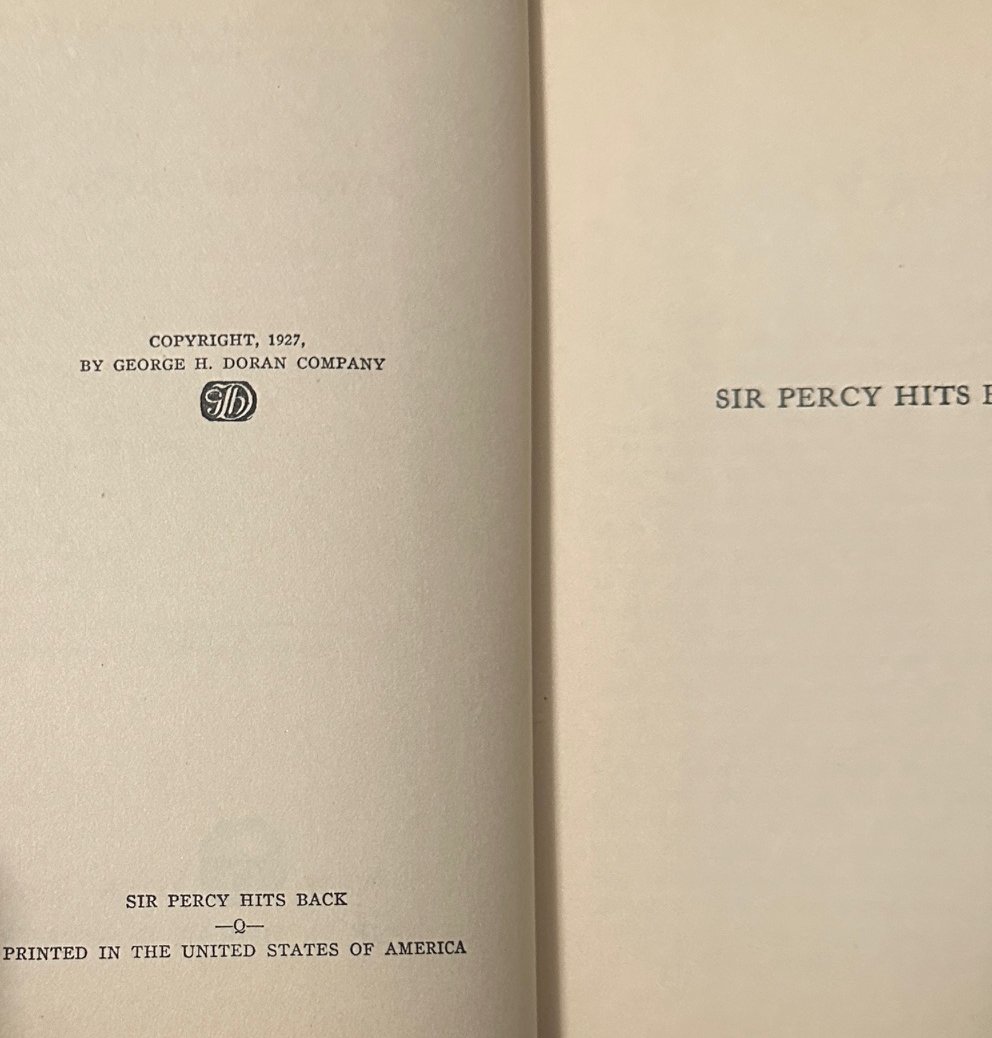 COPYRIGHT, 1927,
BY GEORGE H. DORAN COMPANY
GHD
SIR PERCY HITS BACK
—Q—
PRINTED IN THE UNITED STATES OF AMERICA
SIR PERCY HITS